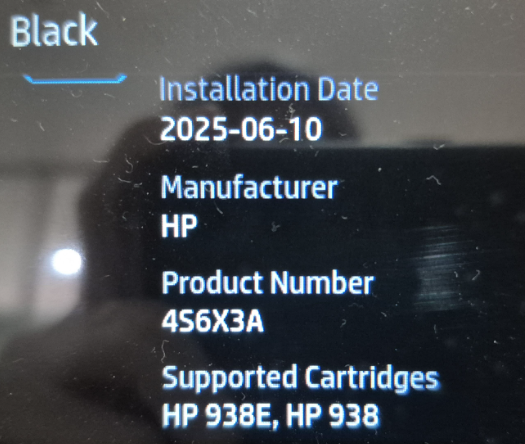 Black
Installation Date
2025-06-10
Manufacturer
HP
Product Number
4S6X3A
Supported Cartridges
HP 938E, HP 938